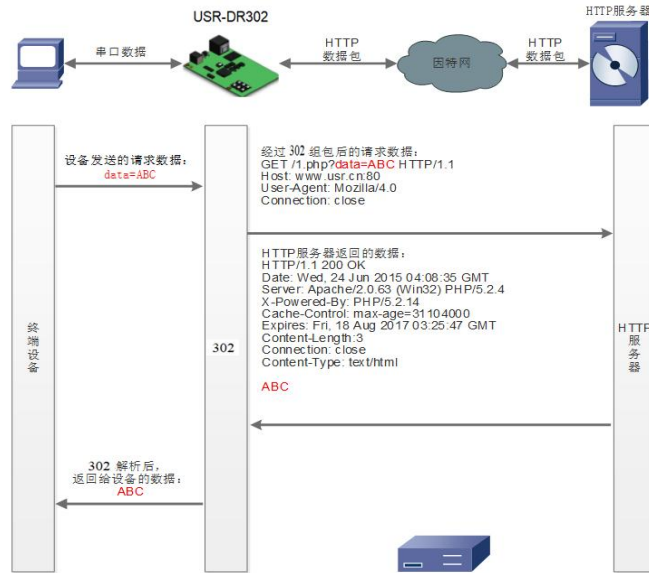 USR-DR302
HTTP服务器
串口数据
HTTP
数据包
因特网
HTTP
数据包
设备发送的请求数据：
data=ABC
经过 302 组包后的请求数据：
GET /1.php?data=ABC HTTP/1.1
Host: www.usr.cn:80
User-Agent: Mozilla/4.0
Connection: close
HTTP服务器返回的数据：
HTTP/1.1 200 OK
Date: Wed, 24 Jun 2015 04:08:35 GMT
Server: Apache/2.0.63 (Win32) PHP/5.2.4
X-Powered-By: PHP/5.2.14
Cache-Control: max-age=31104000
Expires: Fri, 18 Aug 2017 03:25:47 GMT
Content-Length:3
Connection: close
Content-Type: text/html
ABC
终
端
设
备
302
HTTP
服
务
器
302 解析后，
返回给设备的数据：
ABC